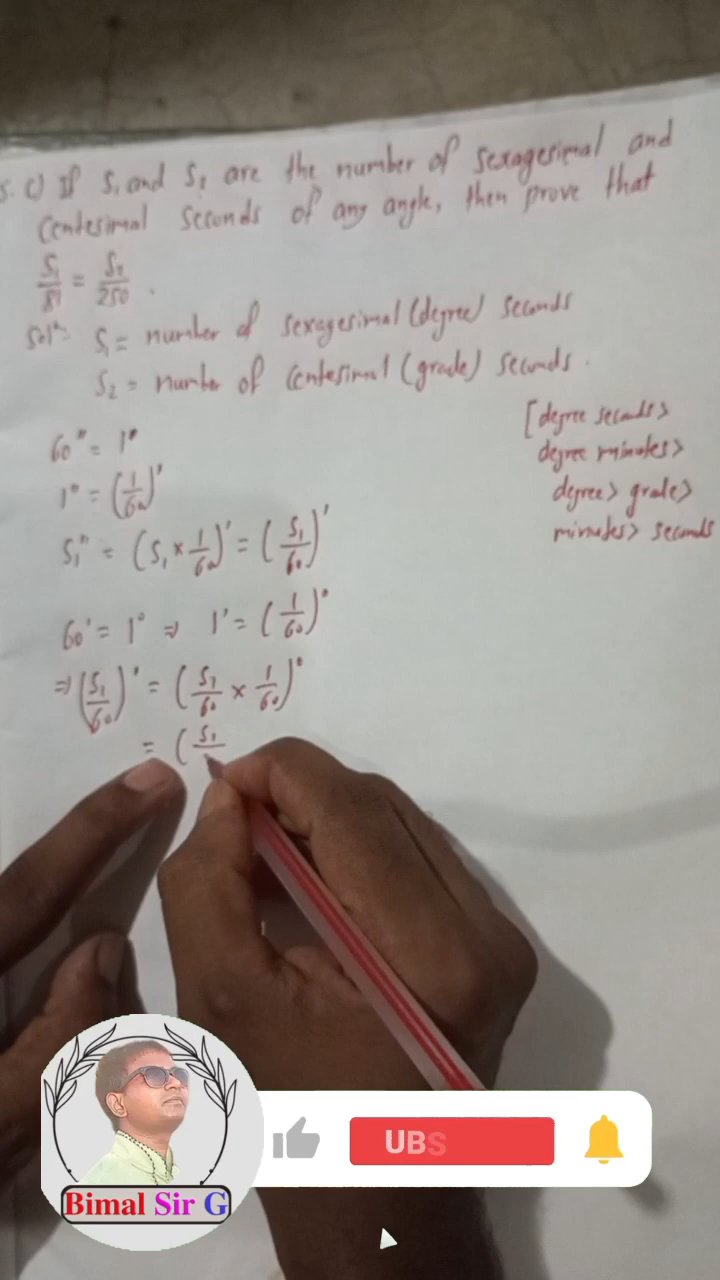 5. c) If S₁ and S₂ are the number of sexagesimal and
Centesimal Seconds of any angle, then prove that
S₁/81 = S₂/250 .
Solⁿ: S₁ = number of sexagesimal (degree) seconds
S₂ = number of Centesimal (grade) seconds.
[degree seconds>
degree minutes>
degree> grade>
minutes> seconds
60" = 1'
1" = (1/60)'
S₁" = (S₁ × 1/60)' = (S₁/60)'
60' = 1° ⇒ 1' = (1/60)°
⇒ (S₁/60)' = (S₁/60 × 1/60)°
= (S₁
UBS
Bimal Sir G